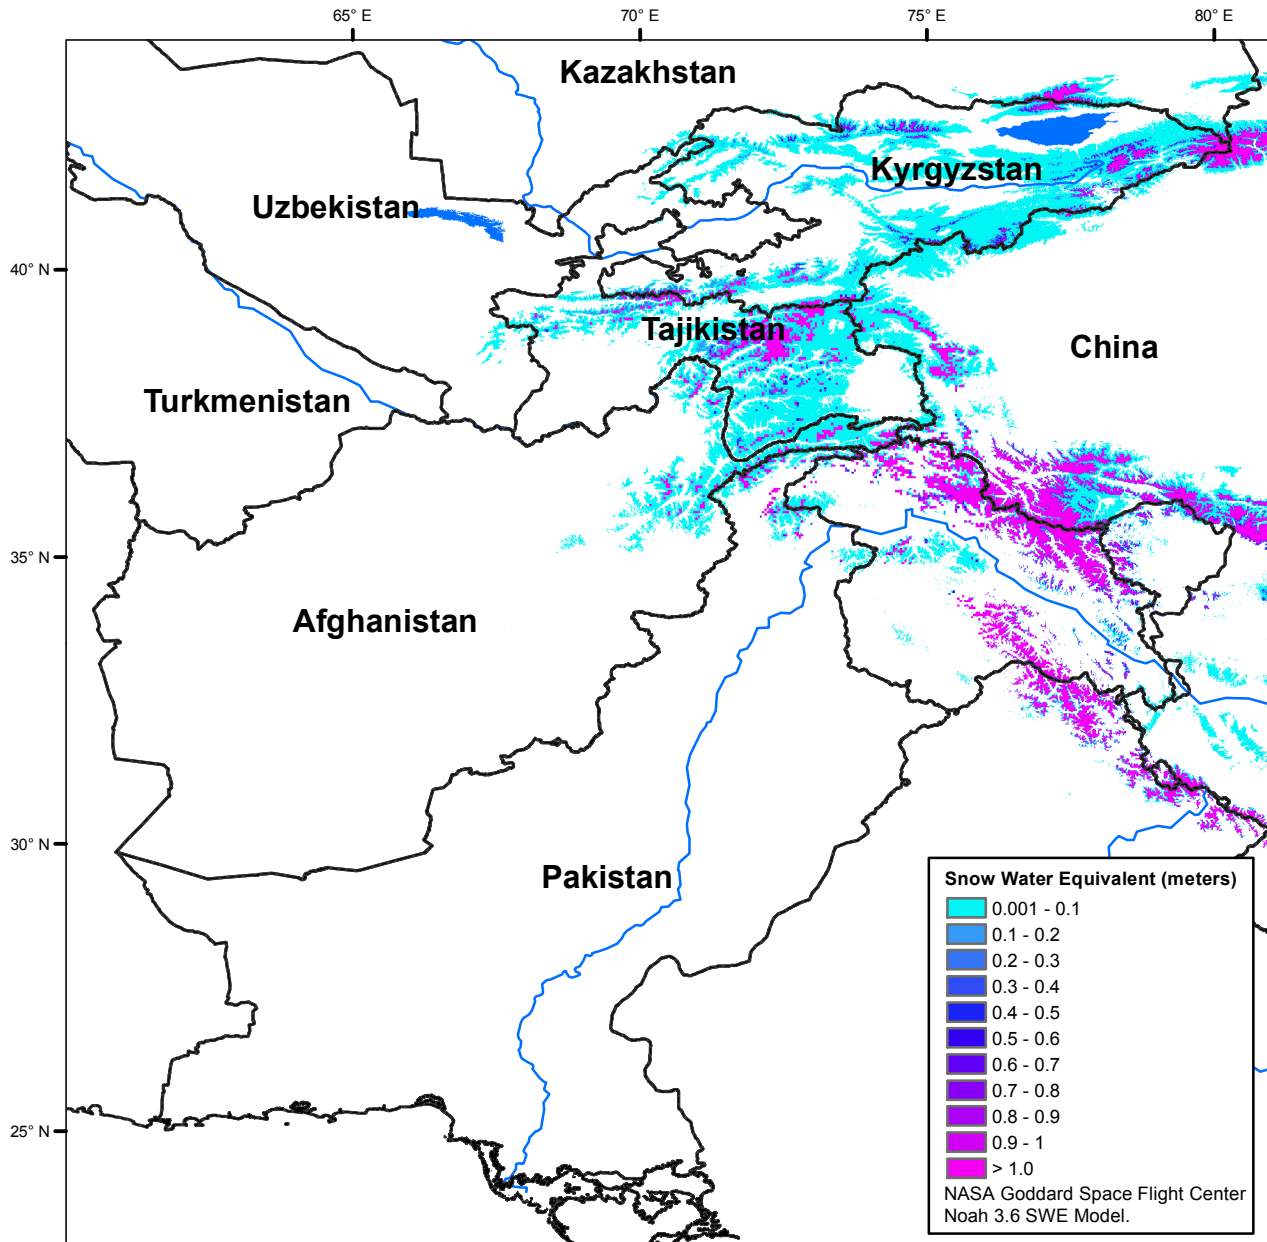 65° E
70° E
75° E
80° E
Kazakhstan
Kyrgyzstan
Uzbekistan
40° N
Tajikistan
China
Turkmenistan
35° N
Afghanistan
30° N
Pakistan
25° N
Snow Water Equivalent (meters)
0.001 - 0.1
0.1 - 0.2
0.2 - 0.3
0.3 - 0.4
0.4 - 0.5
0.5 - 0.6
0.6 - 0.7
0.7 - 0.8
0.8 - 0.9
0.9 - 1
> 1.0
NASA Goddard Space Flight Center
Noah 3.6 SWE Model.